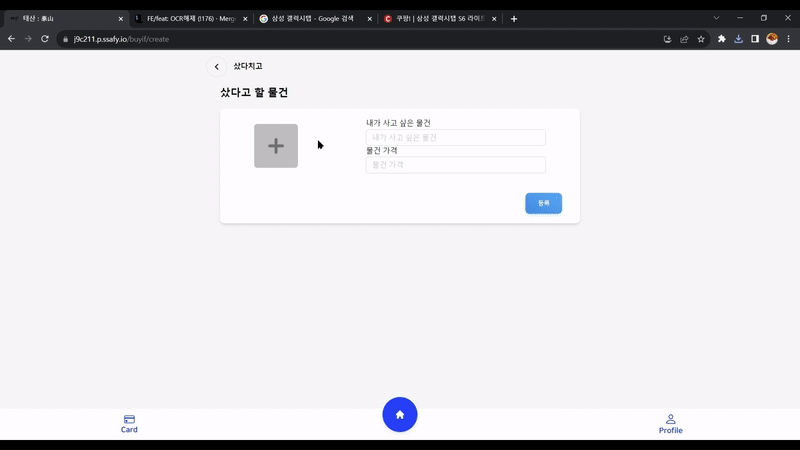 태산 : 泰山
FE/feat: OCR해제 (!176) · Merge
삼성 갤럭시탭 - Google 검색
쿠팡! | 삼성 갤럭시탭 S6 라이트
j9c211.p.ssafy.io/buyif/create
샀다치고
샀다고 할 물건
내가 사고 싶은 물건
내가 사고 싶은 물건
물건 가격
물건 가격
등록
Card
Profile